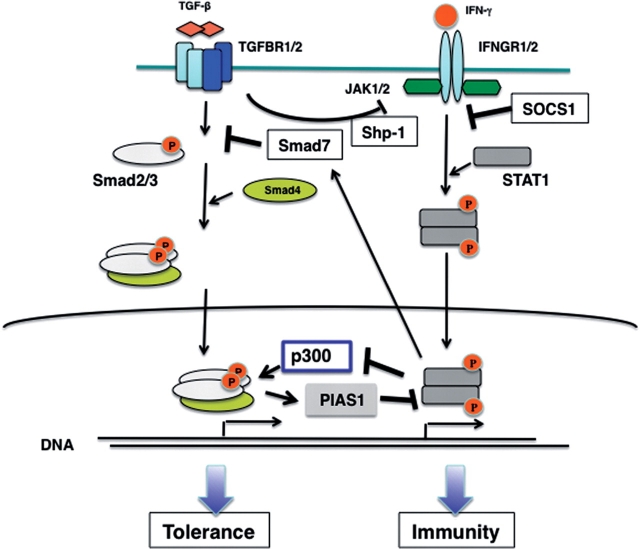 TGF-β
IFN-γ
TGFBR1/2
IFNGR1/2
JAK1/2
SOCS1
Shp-1
P
Smad7
Smad2/3
STAT1
Smad4
P
P
P
P
p300
P
P
P
PIAS1
P
DNA
Tolerance
Immunity